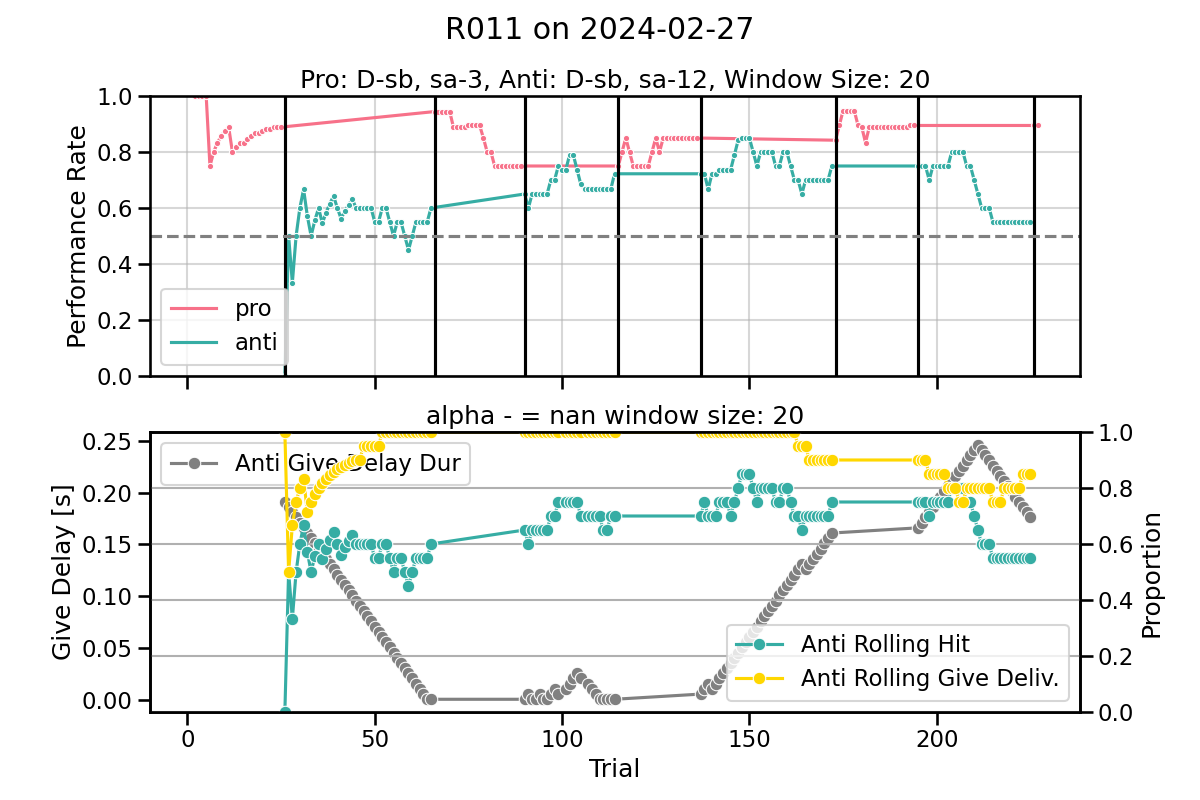 R011 on 2024-02-27
Pro: D-sb, sa-3, Anti: D-sb, sa-12, Window Size: 20
Performance Rate
1.0
0.8
0.6
0.4
0.2
0.0
pro
anti
alpha - = nan window size: 20
Give Delay [s]
0.25
0.20
0.15
0.10
0.05
0.00
Anti Give Delay Dur
1.0
0.8
0.6
0.4
0.2
0.0
Proportion
Anti Rolling Hit
Anti Rolling Give Deliv.
0 50 100 150 200
Trial